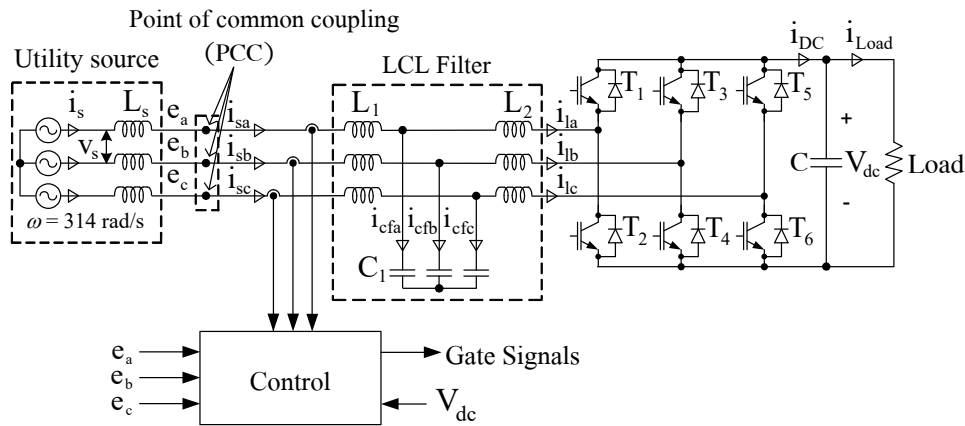 Point of common coupling
(PCC)
Utility source
LCL Filter
i_s
L_s
e_a
i_sa
L_1
L_2
i_la
v_s
e_b
i_sb
i_lb
e_c
i_sc
i_lc
ω = 314 rad/s
i_cfa
i_cfb
i_cfc
C_1
i_DC
i_Load
T_1
T_3
T_5
+
C
V_dc
Load
-
T_2
T_4
T_6
e_a
e_b
e_c
Control
Gate Signals
V_dc